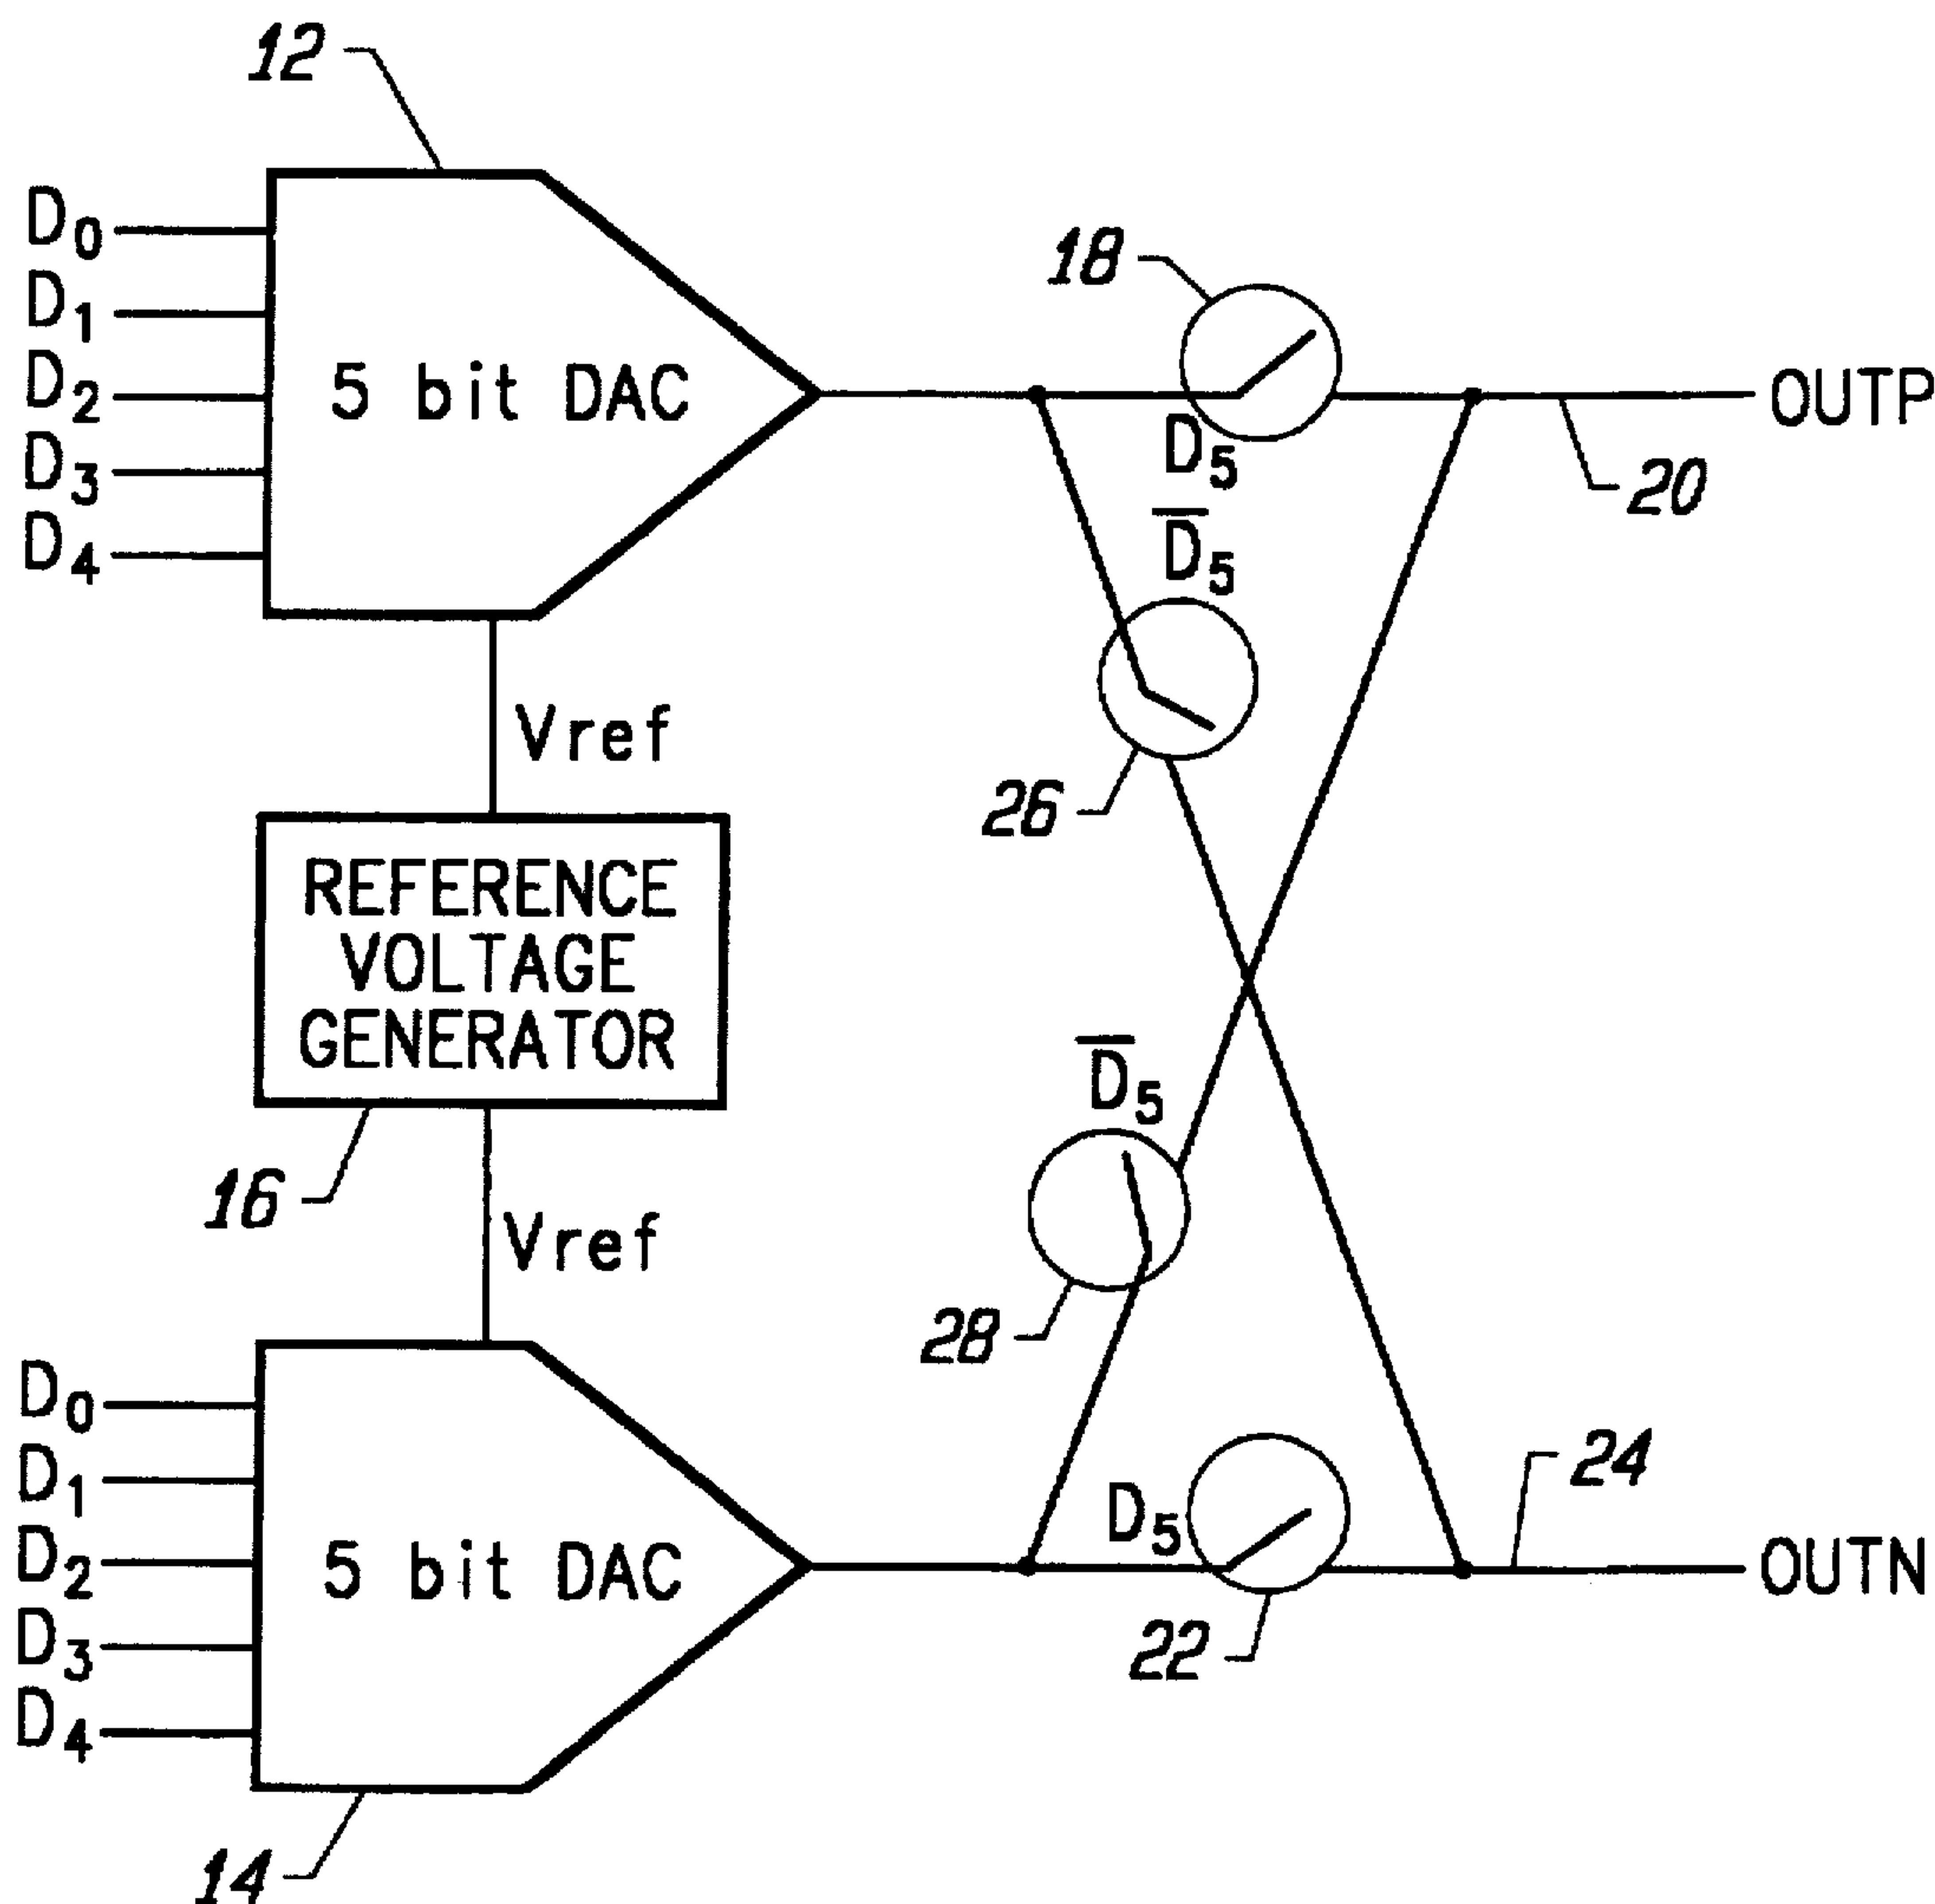 12
D0
D1
D2
D3
D4
5 bit DAC
18
D5
OUTP
20
D̅5
26
Vref
REFERENCE
VOLTAGE
GENERATOR
16
Vref
D̅5
28
D0
D1
D2
D3
D4
5 bit DAC
D5
24
OUTN
22
14